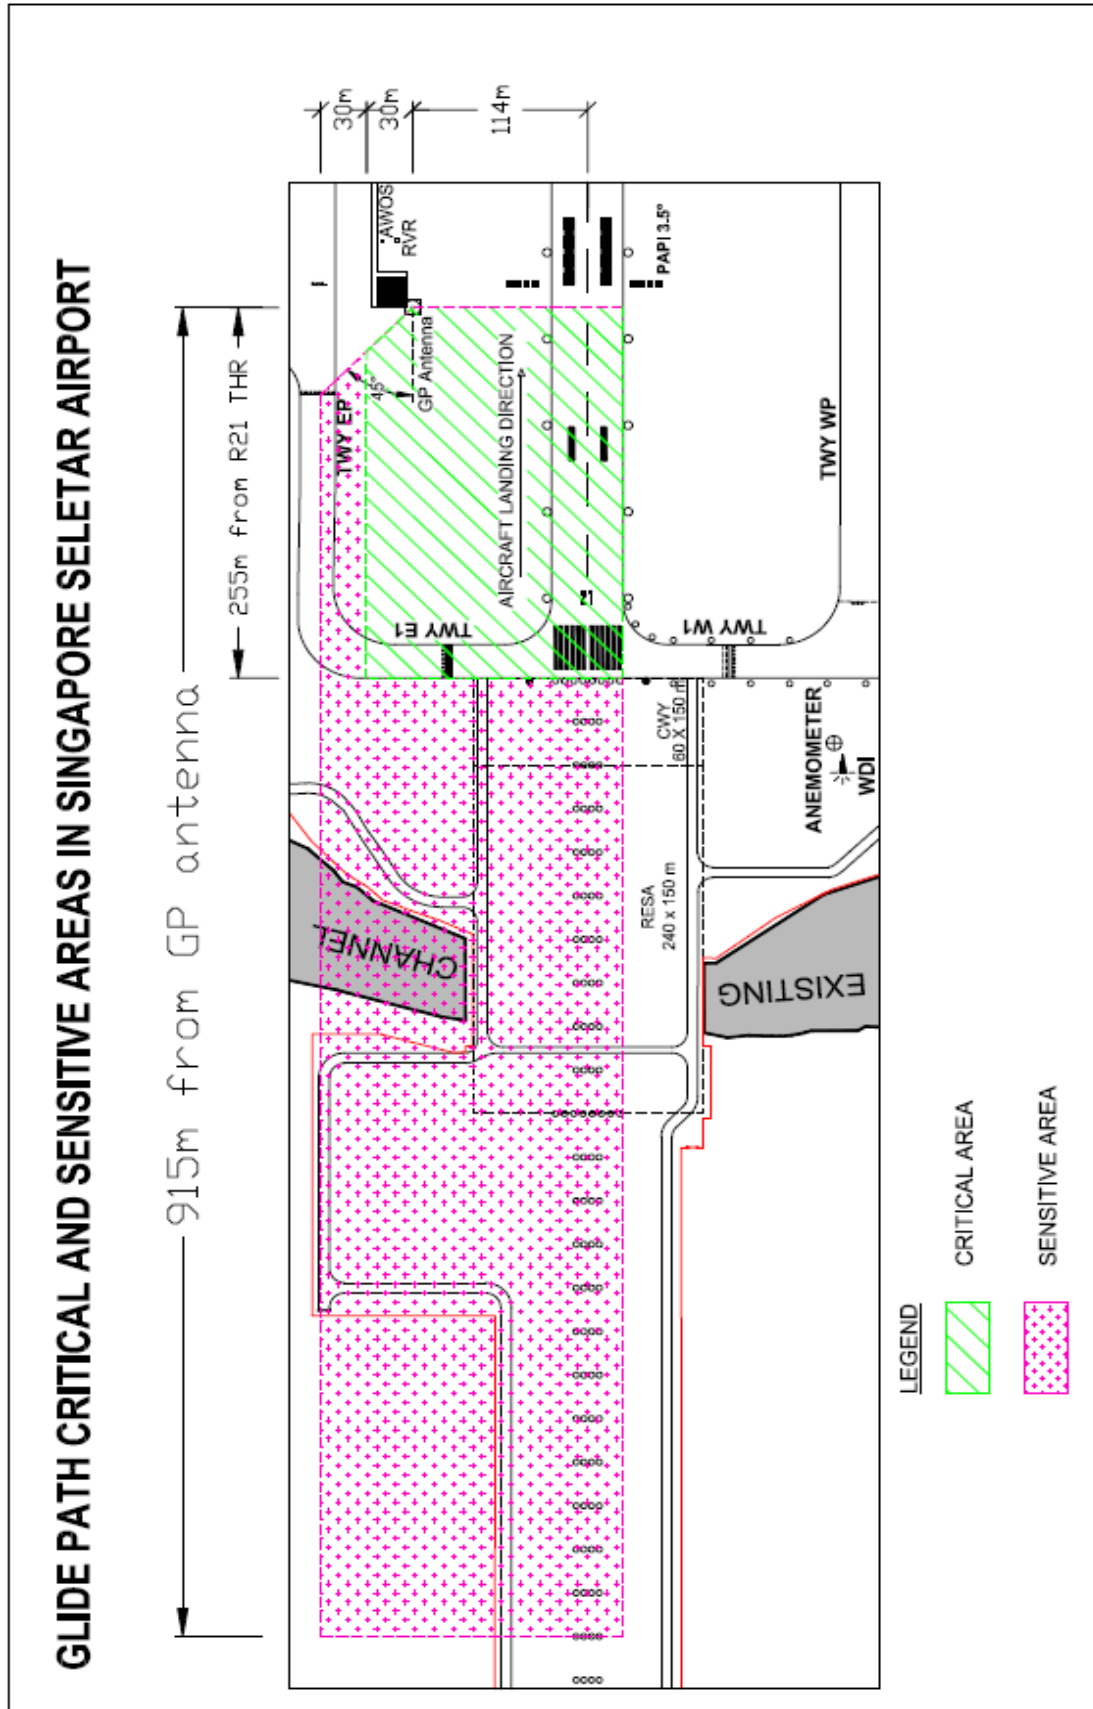 GLIDE PATH CRITICAL AND SENSITIVE AREAS IN SINGAPORE SELETAR AIRPORT
915m from GP antenna
255m from R21 THR
30m
30m
114m
AWOS
RVR
GP Antenna
45°
TWY EP
TWY E1
AIRCRAFT LANDING DIRECTION
21
PAPI 3.5°
TWY W1
TWY WP
CWY
60 X 150 m
RESA
240 x 150 m
ANEMOMETER
WDI
CHANNEL
EXISTING
LEGEND
CRITICAL AREA
SENSITIVE AREA